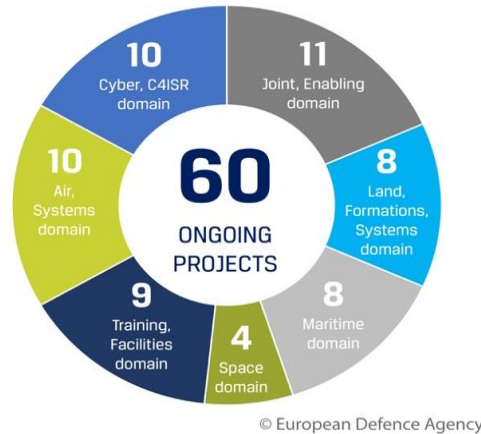 10
Cyber, C4ISR
domain
11
Joint, Enabling
domain
10
Air,
Systems
domain
60
ONGOING
PROJECTS
8
Land,
Formations,
Systems
domain
9
Training,
Facilities
domain
4
Space
domain
8
Maritime
domain
© European Defence Agency